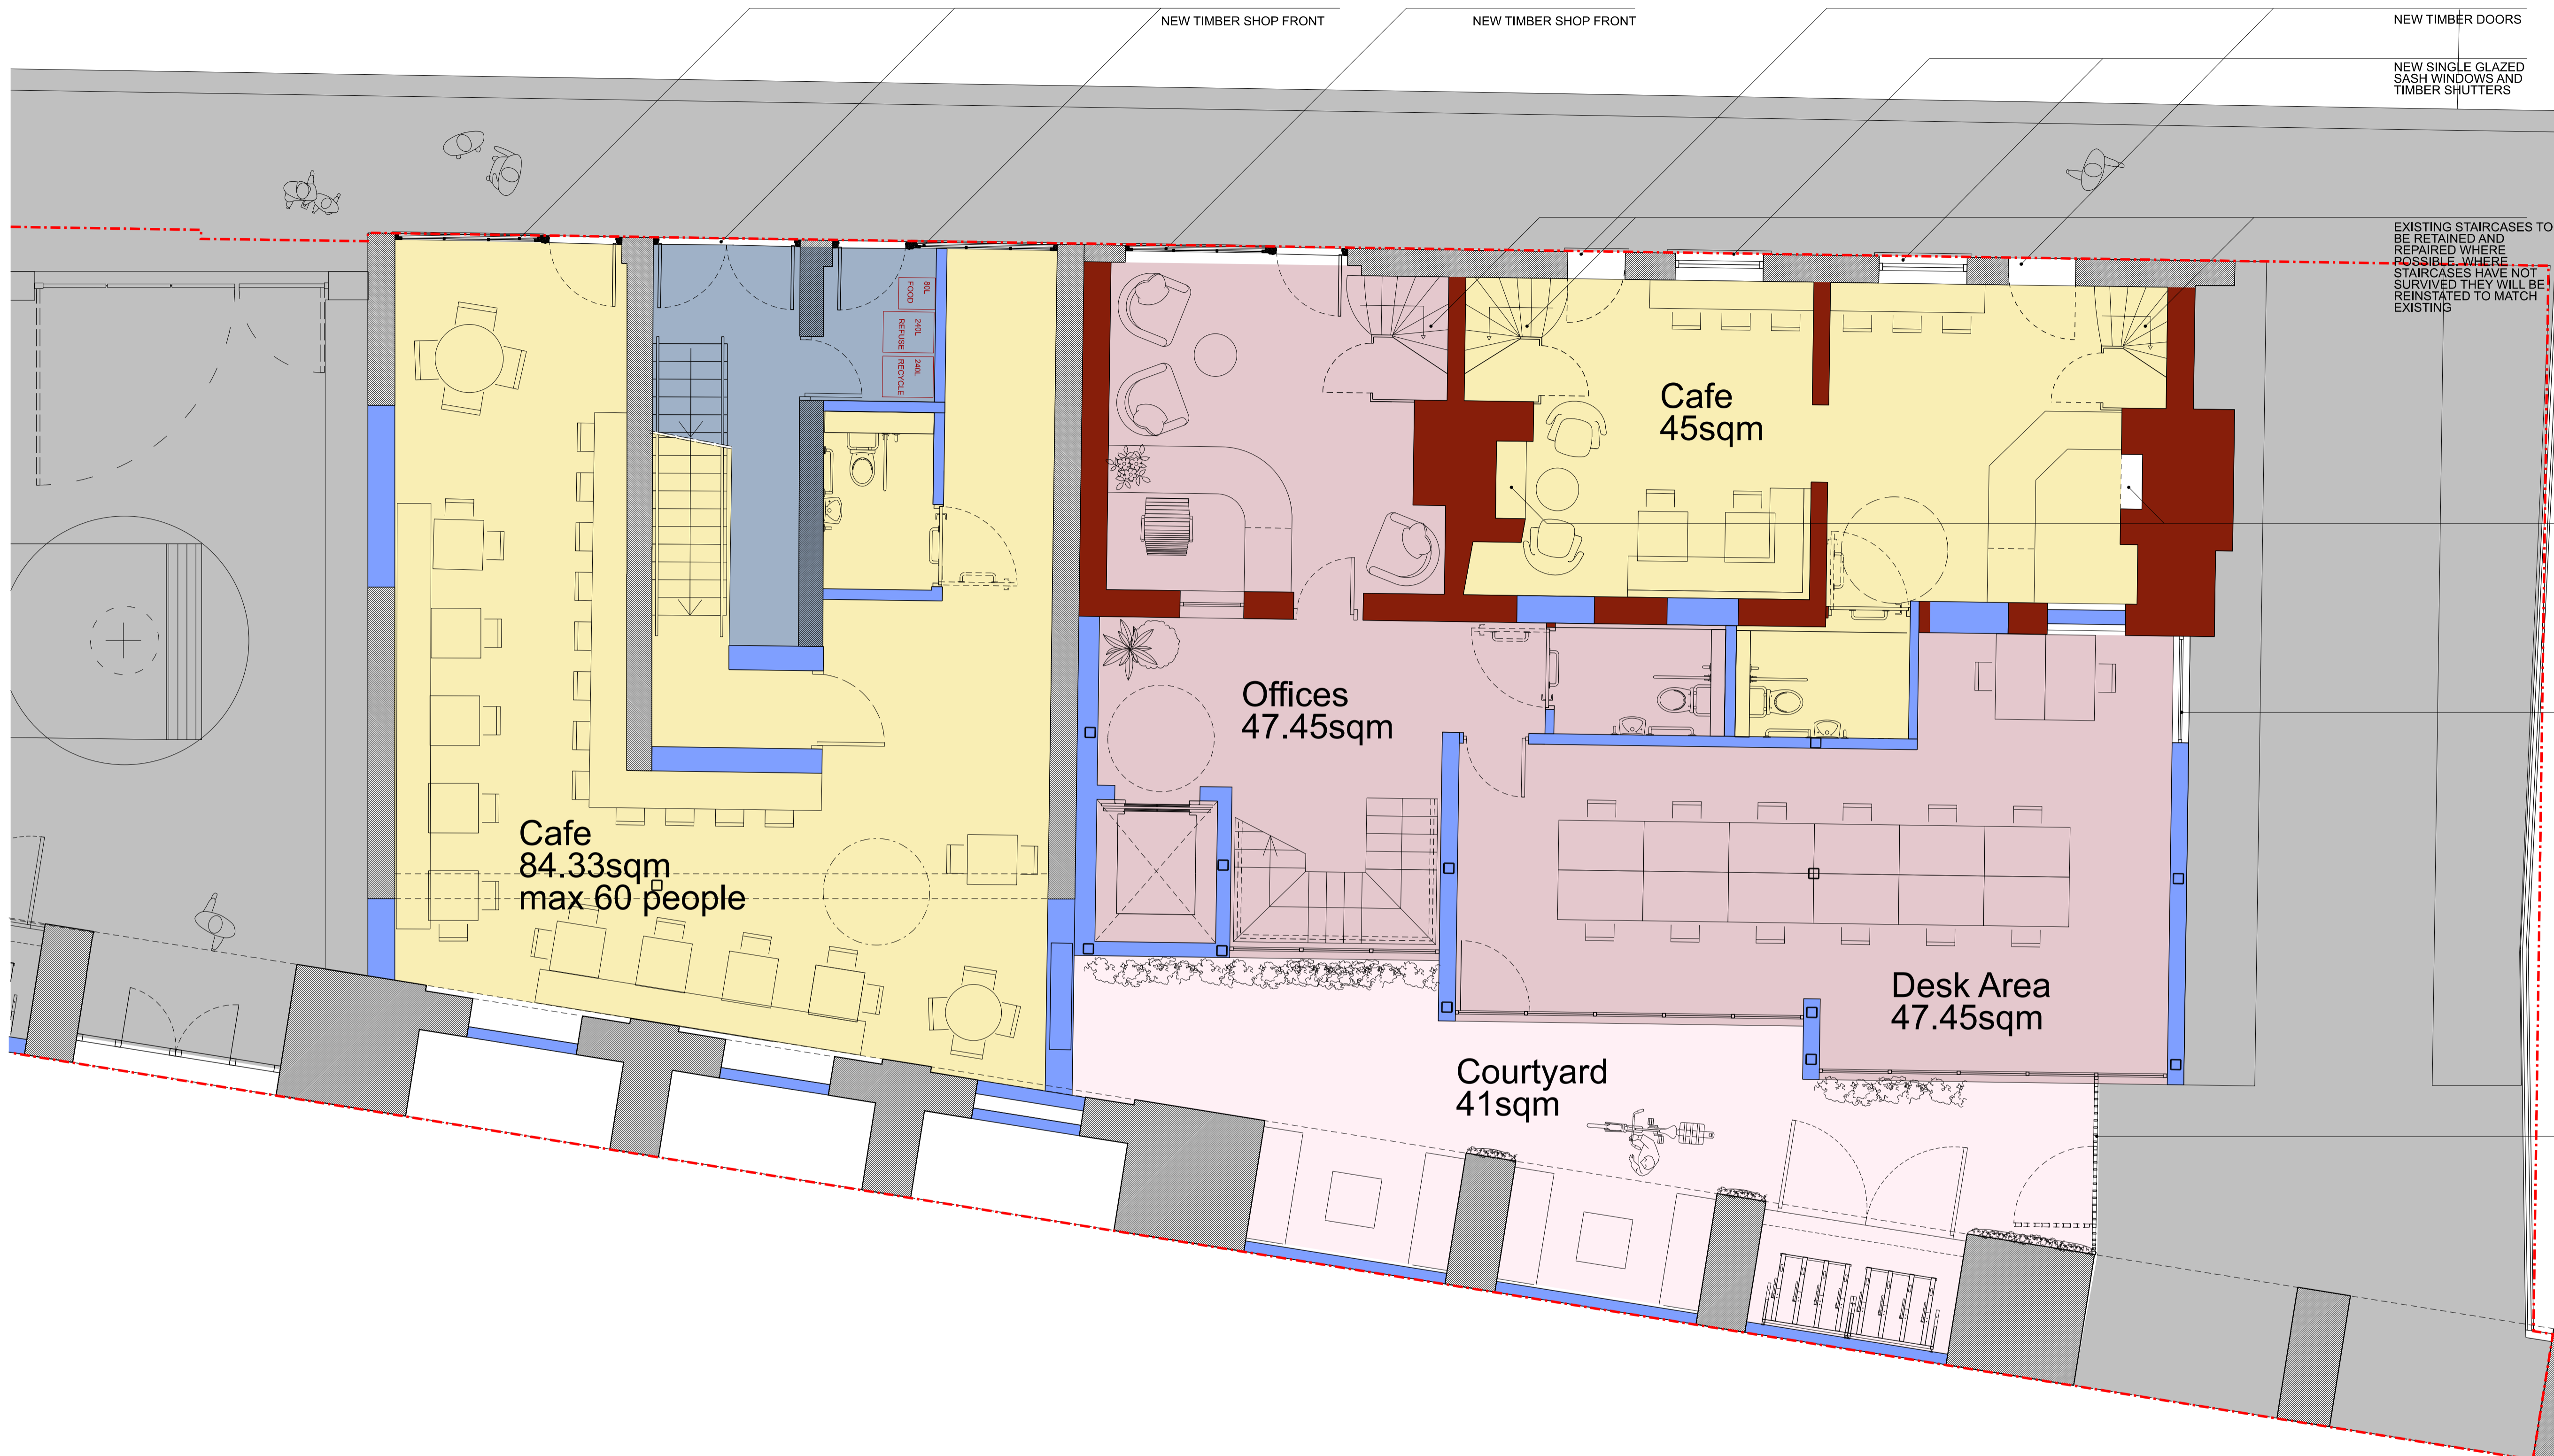 NEW TIMBER SHOP FRONT
NEW TIMBER SHOP FRONT
NEW TIMBER DOORS
NEW SINGLE GLAZED
SASH WINDOWS AND
TIMBER SHUTTERS
EXISTING STAIRCASES TO
BE RETAINED AND
REPAIRED WHERE
POSSIBLE. WHERE
STAIRCASES HAVE NOT
SURVIVED THEY WILL BE
REINSTATED TO MATCH
EXISTING
80L
FOOD
240L
REFUSE
240L
RECYCLE
Cafe
45sqm
Offices
47.45sqm
Cafe
84.33sqm
max 60 people
Desk Area
47.45sqm
Courtyard
41sqm